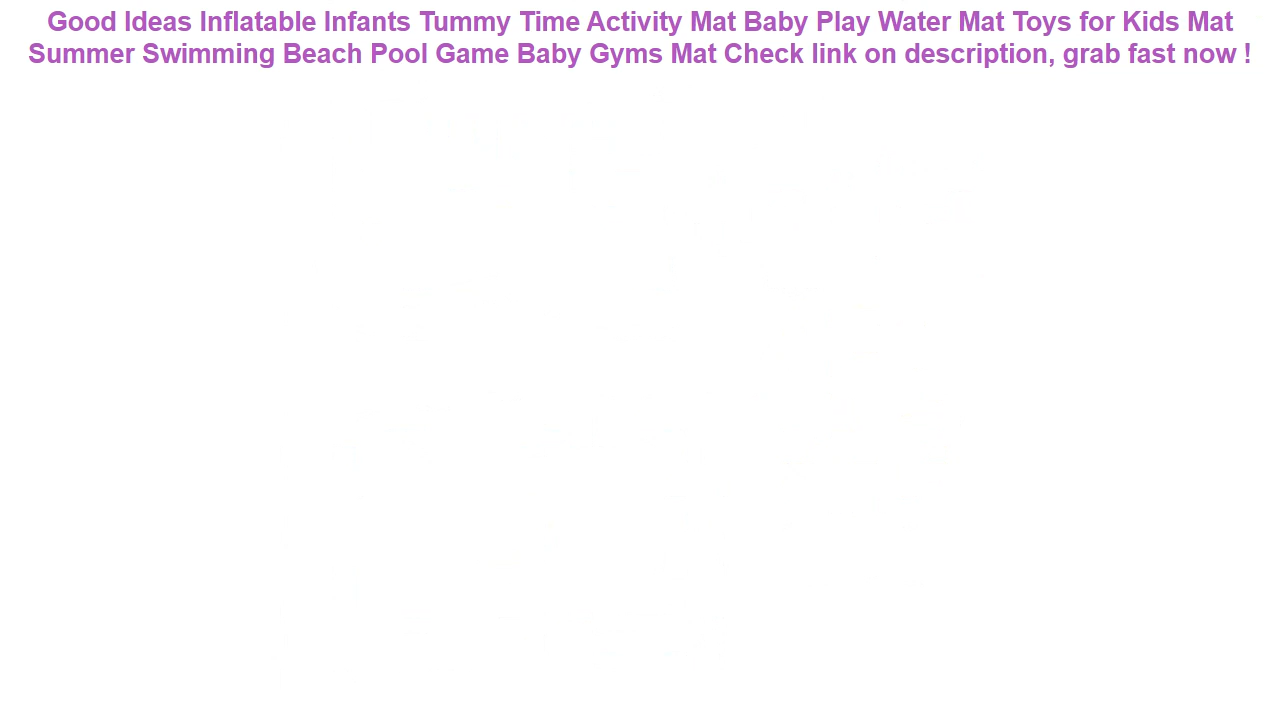 Good Ideas Inflatable Infants Tummy Time Activity Mat Baby Play Water Mat Toys for Kids Mat
Summer Swimming Beach Pool Game Baby Gyms Mat Check link on description, grab fast now !